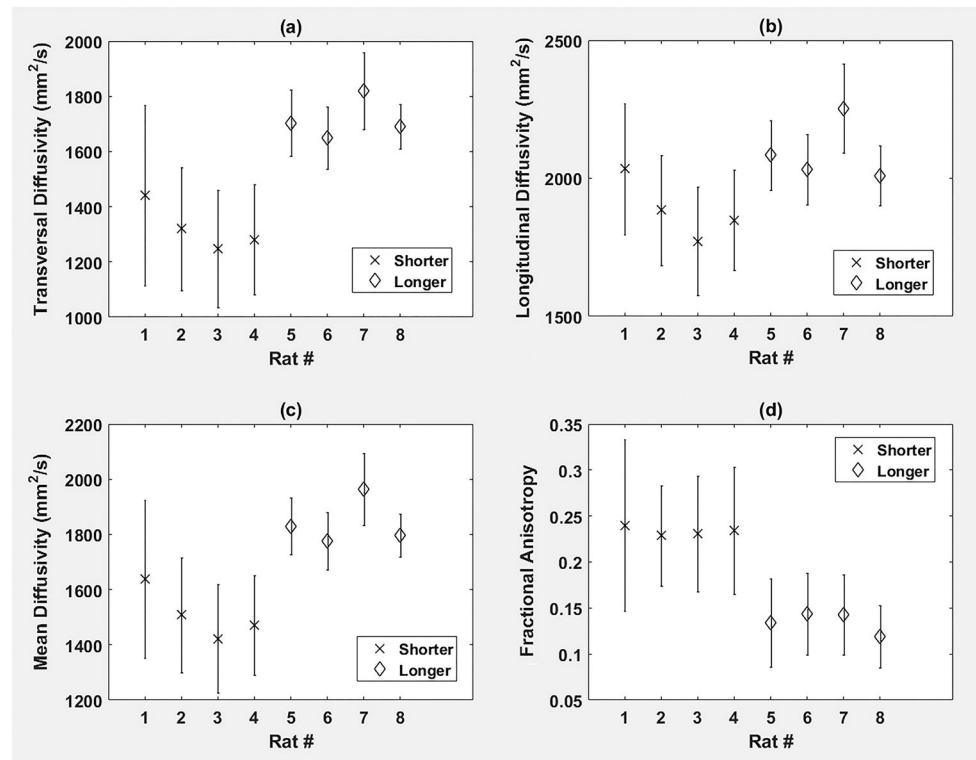 (a)
Transversal Diffusivity (mm²/s)
2000
1800
1600
1400
1200
1000
Shorter
Longer
1 2 3 4 5 6 7 8
Rat #
(b)
Longitudinal Diffusivity (mm²/s)
2500
2000
1500
Shorter
Longer
1 2 3 4 5 6 7 8
Rat #
(c)
Mean Diffusivity (mm²/s)
2200
2000
1800
1600
1400
1200
Shorter
Longer
1 2 3 4 5 6 7 8
Rat #
(d)
Fractional Anisotropy
0.35
0.3
0.25
0.2
0.15
0.1
0.05
Shorter
Longer
1 2 3 4 5 6 7 8
Rat #